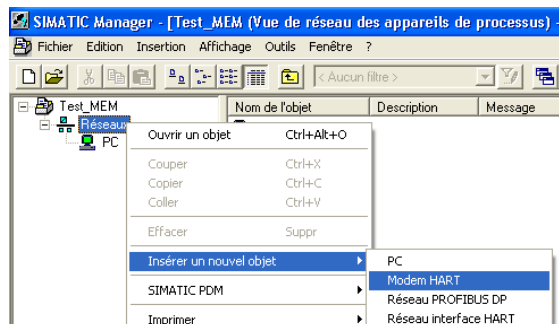 SIMATIC Manager - [Test_MEM (Vue de réseau des appareils de processus) -
Fichier Edition Insertion Affichage Outils Fenêtre ?
< Aucun filtre >
Test_MEM Nom de l'objet Description Message
Réseaux
PC
Ouvrir un objet Ctrl+Alt+O
Couper Ctrl+X
Copier Ctrl+C
Coller Ctrl+V
Effacer Suppr
Insérer un nouvel objet PC
Modem HART
SIMATIC PDM Réseau PROFIBUS DP
Imprimer Réseau interface HART